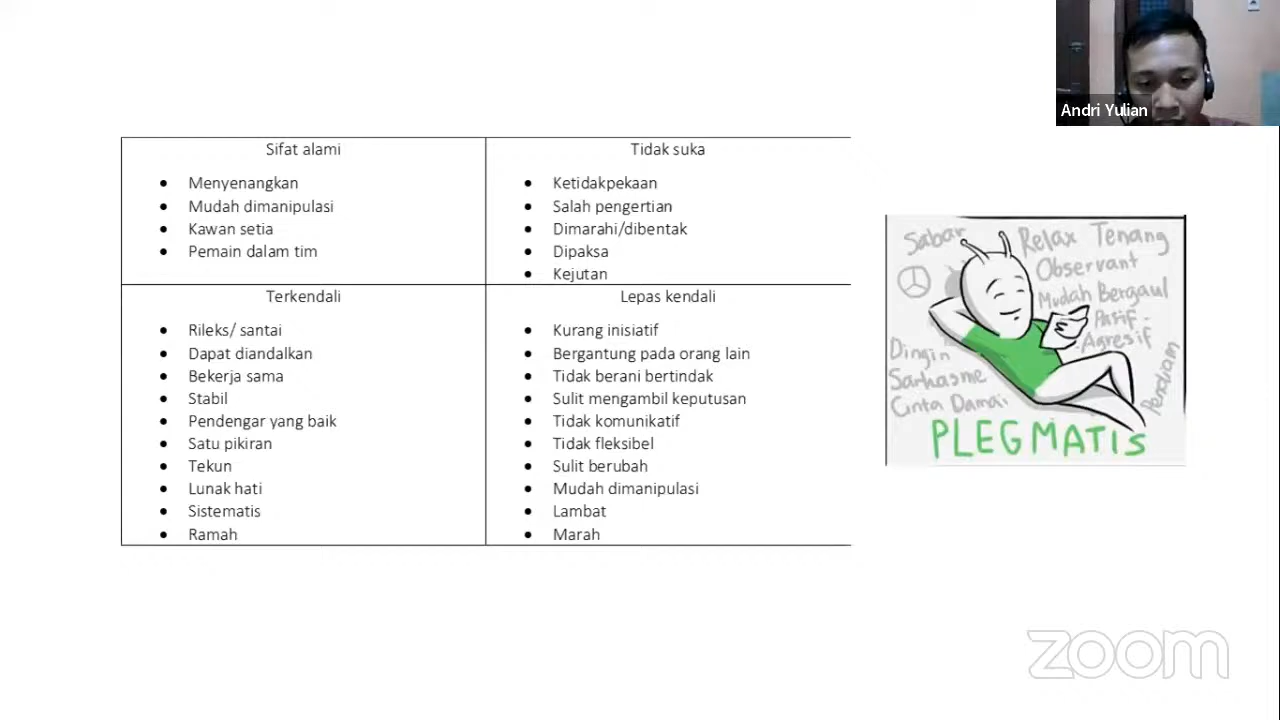 Andri Yulian
Sifat alami
• Menyenangkan
• Mudah dimanipulasi
• Kawan setia
• Pemain dalam tim
Tidak suka
• Ketidakpekaan
• Salah pengertian
• Dimarahi/dibentak
• Dipaksa
• Kejutan
Terkendali
• Rileks/ santai
• Dapat diandalkan
• Bekerja sama
• Stabil
• Pendengar yang baik
• Satu pikiran
• Tekun
• Lunak hati
• Sistematis
• Ramah
Lepas kendali
• Kurang inisiatif
• Bergantung pada orang lain
• Tidak berani bertindak
• Sulit mengambil keputusan
• Tidak komunikatif
• Tidak fleksibel
• Sulit berubah
• Mudah dimanipulasi
• Lambat
• Marah
Sabar
Relax Tenang
Observant
Mudah Bergaul
Pasif -
Agresif
Dingin
Sarkasme
Cinta Damai
Pendiam
PLEGMATIS
zoom